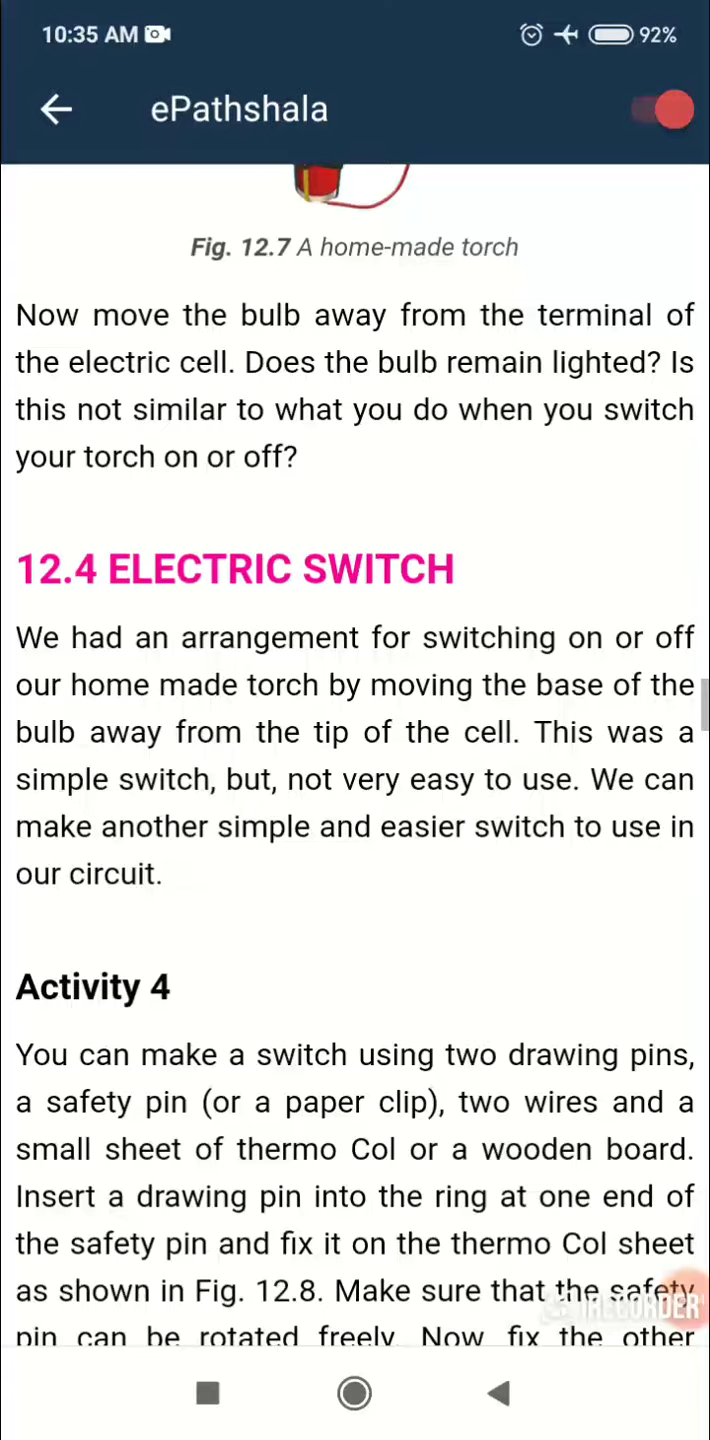 10:35 AM
92%
ePathshala
Fig. 12.7 A home-made torch
Now move the bulb away from the terminal of
the electric cell. Does the bulb remain lighted? Is
this not similar to what you do when you switch
your torch on or off?
12.4 ELECTRIC SWITCH
We had an arrangement for switching on or off
our home made torch by moving the base of the
bulb away from the tip of the cell. This was a
simple switch, but, not very easy to use. We can
make another simple and easier switch to use in
our circuit.
Activity 4
You can make a switch using two drawing pins,
a safety pin (or a paper clip), two wires and a
small sheet of thermo Col or a wooden board.
Insert a drawing pin into the ring at one end of
the safety pin and fix it on the thermo Col sheet
as shown in Fig. 12.8. Make sure that the safety
RECORDER
pin can be rotated freely. Now fix the other